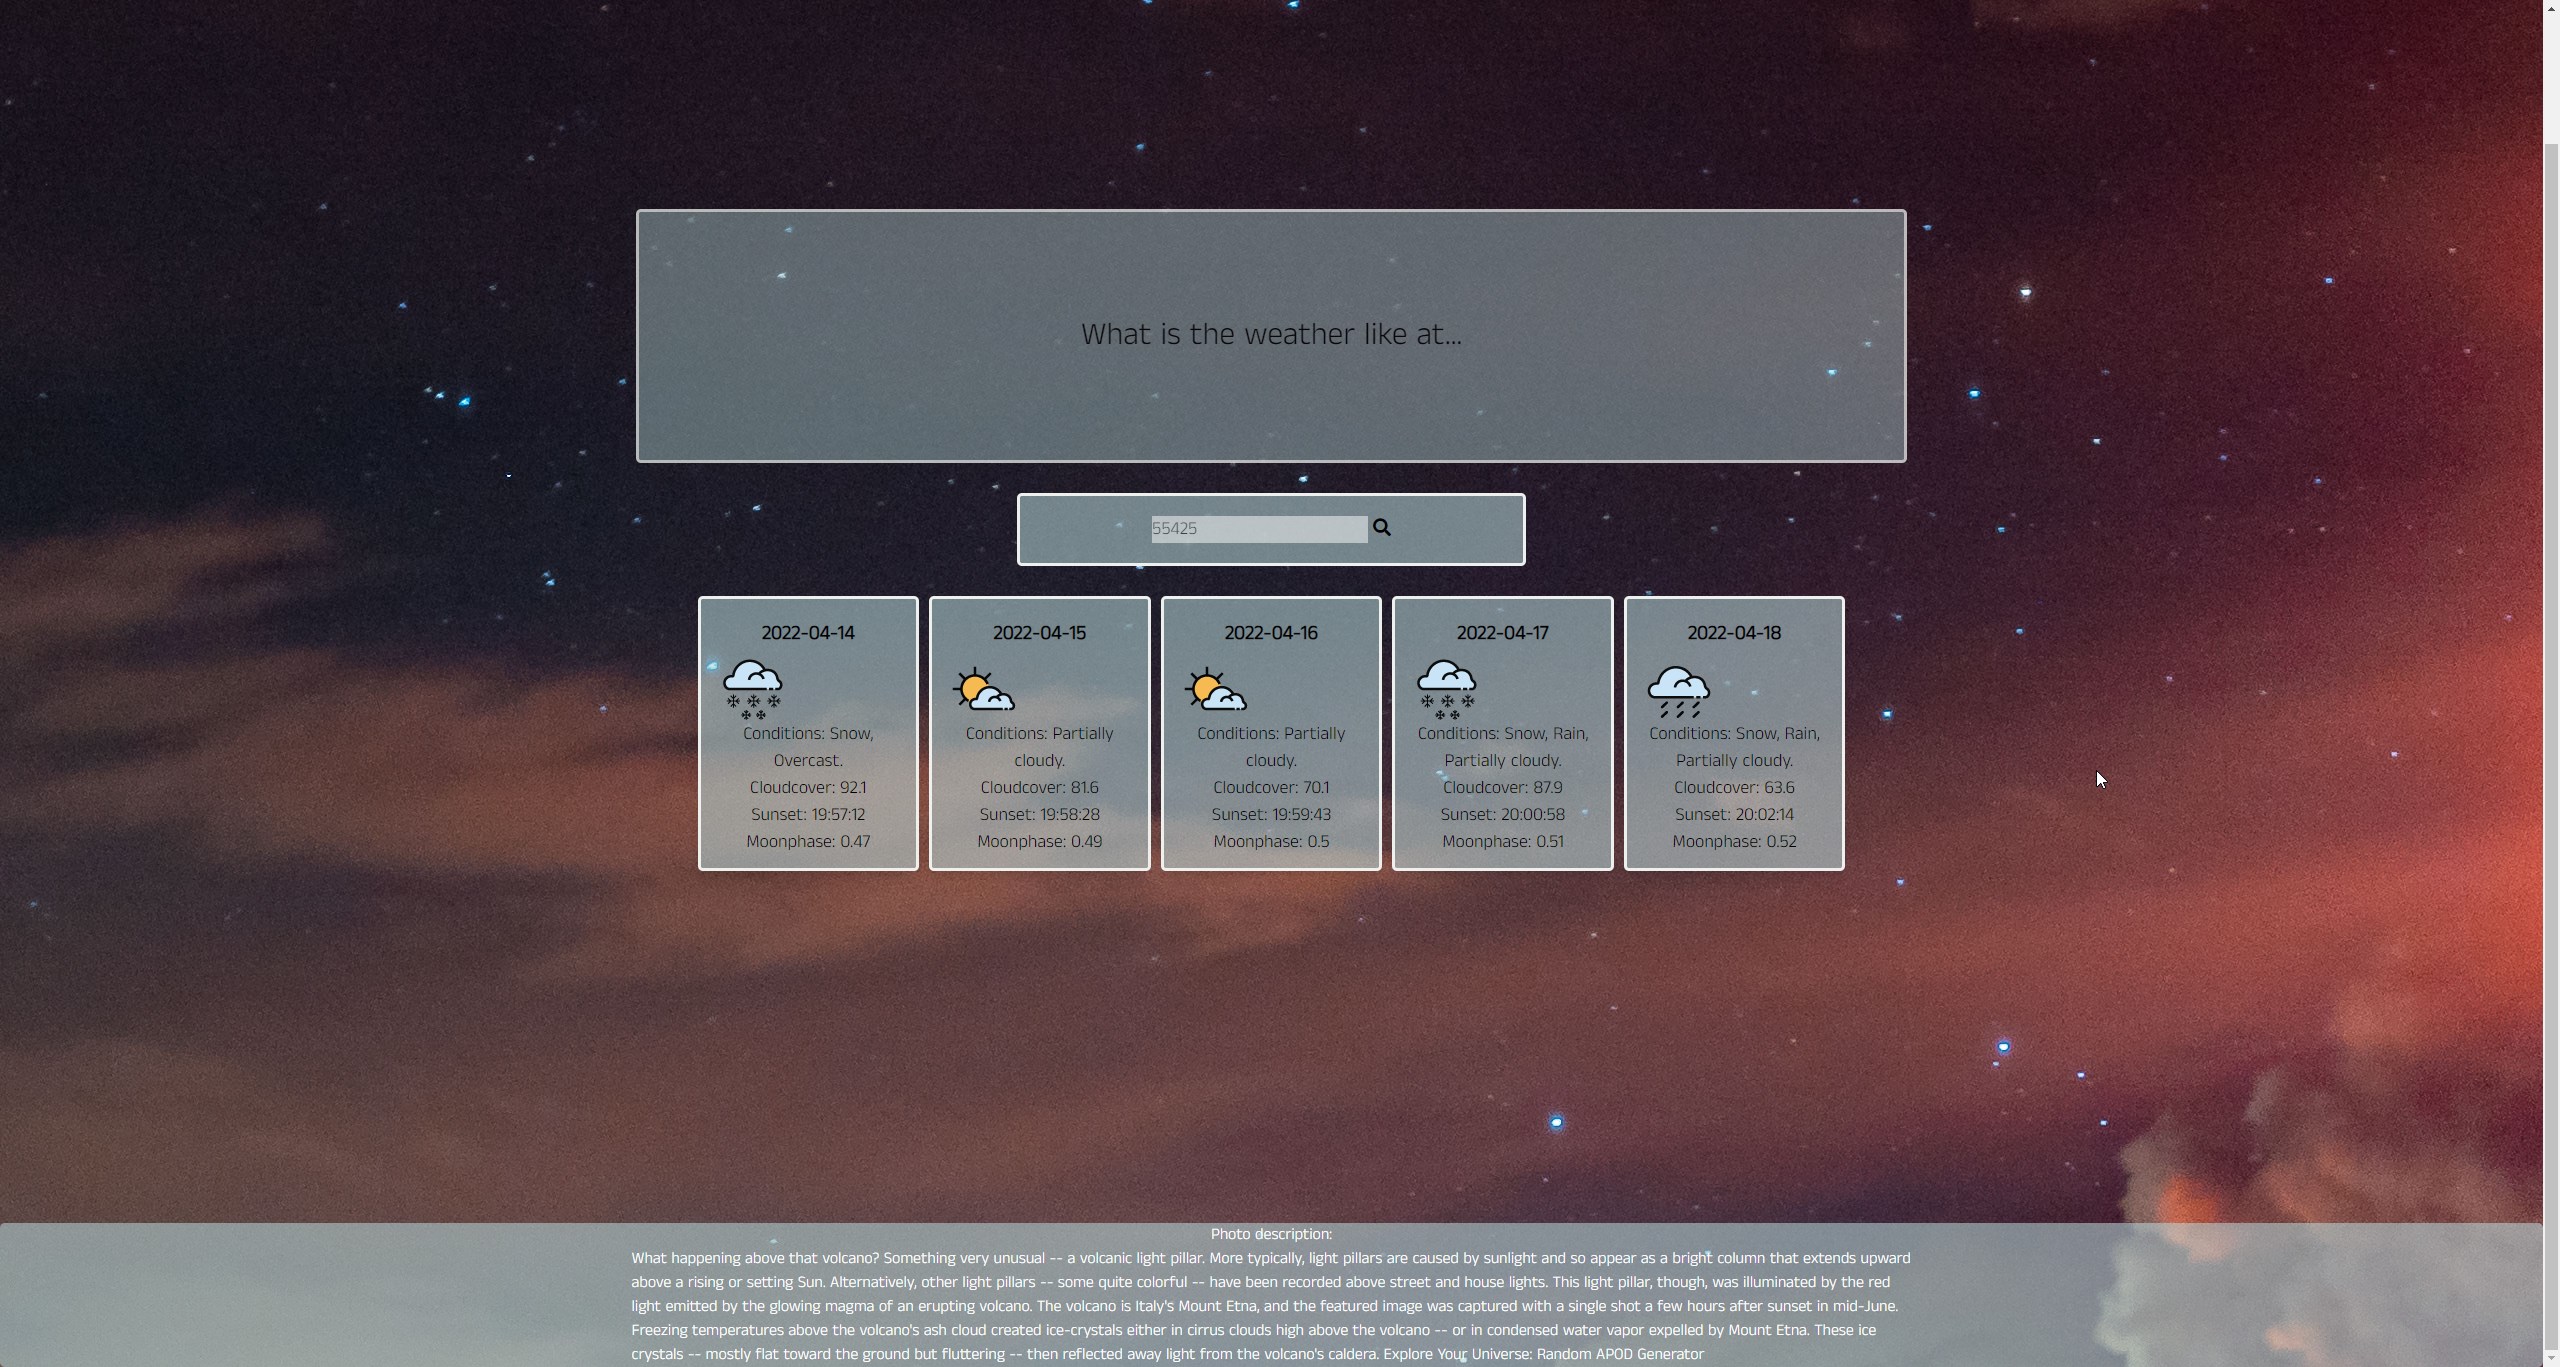 What is the weather like at...
55425
2022-04-14
Conditions: Snow,
Overcast.
Cloudcover: 92.1
Sunset: 19:57:12
Moonphase: 0.47
2022-04-15
Conditions: Partially
cloudy.
Cloudcover: 81.6
Sunset: 19:58:28
Moonphase: 0.49
2022-04-16
Conditions: Partially
cloudy.
Cloudcover: 70.1
Sunset: 19:59:43
Moonphase: 0.5
2022-04-17
Conditions: Snow, Rain,
Partially cloudy.
Cloudcover: 87.9
Sunset: 20:00:58
Moonphase: 0.51
2022-04-18
Conditions: Snow, Rain,
Partially cloudy.
Cloudcover: 63.6
Sunset: 20:02:14
Moonphase: 0.52
Photo description:
What happening above that volcano? Something very unusual -- a volcanic light pillar. More typically, light pillars are caused by sunlight and so appear as a bright column that extends upward
above a rising or setting Sun. Alternatively, other light pillars -- some quite colorful -- have been recorded above street and house lights. This light pillar, though, was illuminated by the red
light emitted by the glowing magma of an erupting volcano. The volcano is Italy's Mount Etna, and the featured image was captured with a single shot a few hours after sunset in mid-June.
Freezing temperatures above the volcano's ash cloud created ice-crystals either in cirrus clouds high above the volcano -- or in condensed water vapor expelled by Mount Etna. These ice
crystals -- mostly flat toward the ground but fluttering -- then reflected away light from the volcano's caldera. Explore Your Universe: Random APOD Generator